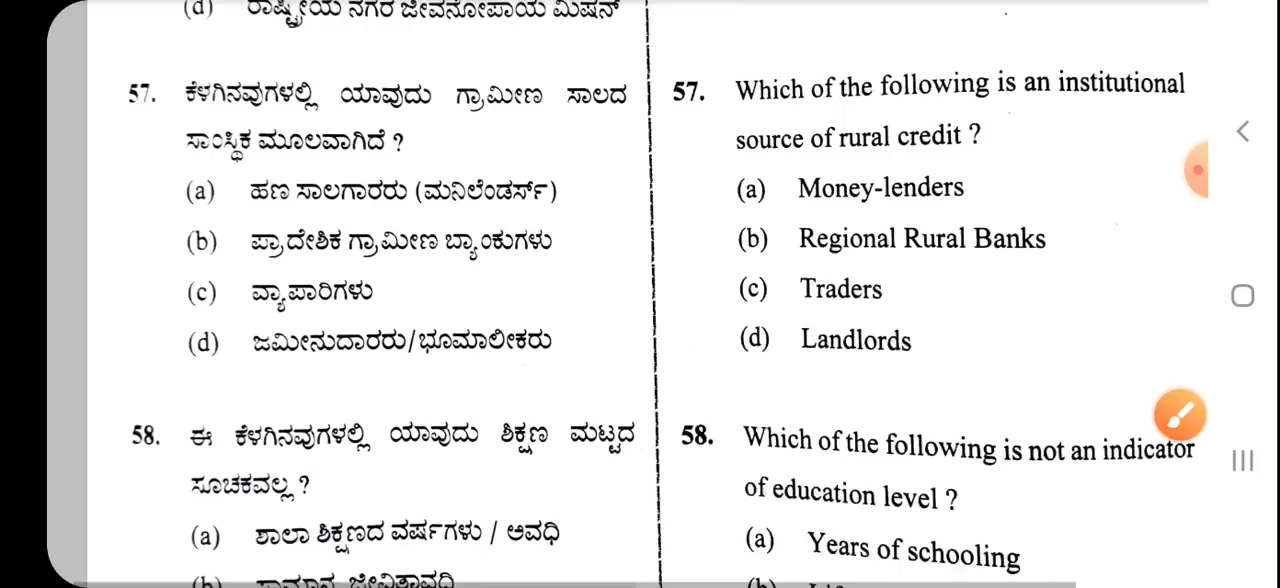 (d) ರಾಷ್ಟ್ರೀಯ ನಗರ ಜೀವನೋಪಾಯ ಮಿಷನ್
57. ಕೆಳಗಿನವುಗಳಲ್ಲಿ ಯಾವುದು ಗ್ರಾಮೀಣ ಸಾಲದ
ಸಾಂಸ್ಥಿಕ ಮೂಲವಾಗಿದೆ ?
(a) ಹಣ ಸಾಲಗಾರರು (ಮನಿಲೆಂಡರ್ಸ್)
(b) ಪ್ರಾದೇಶಿಕ ಗ್ರಾಮೀಣ ಬ್ಯಾಂಕುಗಳು
(c) ವ್ಯಾಪಾರಿಗಳು
(d) ಜಮೀನುದಾರರು/ಭೂಮಾಲೀಕರು
58. ಈ ಕೆಳಗಿನವುಗಳಲ್ಲಿ ಯಾವುದು ಶಿಕ್ಷಣ ಮಟ್ಟದ
ಸೂಚಕವಲ್ಲ ?
(a) ಶಾಲಾ ಶಿಕ್ಷಣದ ವರ್ಷಗಳು / ಅವಧಿ
57. Which of the following is an institutional
source of rural credit ?
(a) Money-lenders
(b) Regional Rural Banks
(c) Traders
(d) Landlords
58. Which of the following is not an indicator
of education level ?
(a) Years of schooling